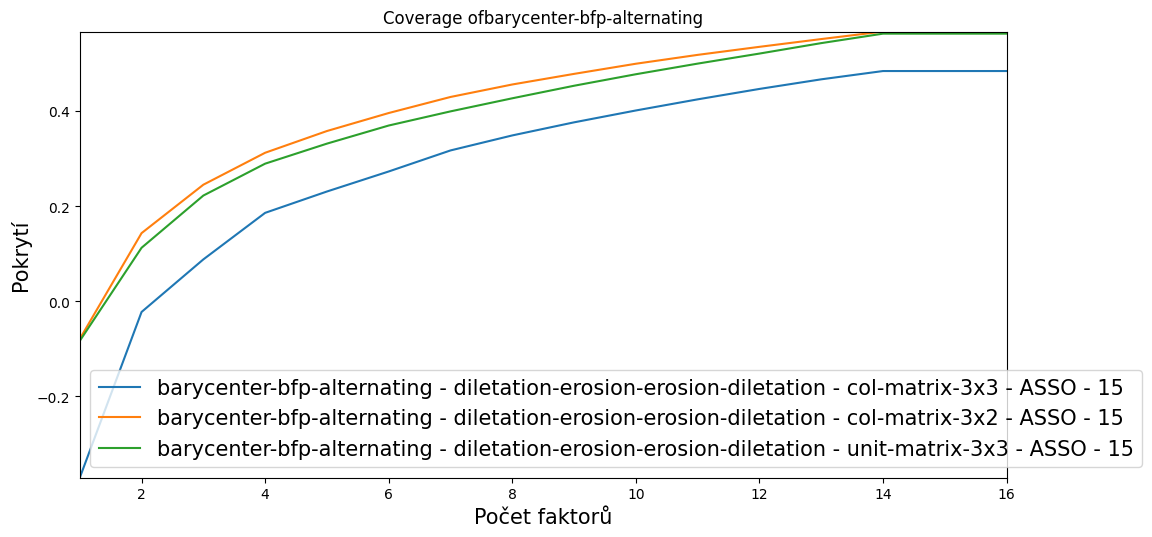 Coverage ofbarycenter-bfp-alternating
Pokrytí
0.4
0.2
0.0
−0.2
barycenter-bfp-alternating - diletation-erosion-erosion-diletation - col-matrix-3x3 - ASSO - 15
barycenter-bfp-alternating - diletation-erosion-erosion-diletation - col-matrix-3x2 - ASSO - 15
barycenter-bfp-alternating - diletation-erosion-erosion-diletation - unit-matrix-3x3 - ASSO - 15
2 4 6 8 10 12 14 16
Počet faktorů